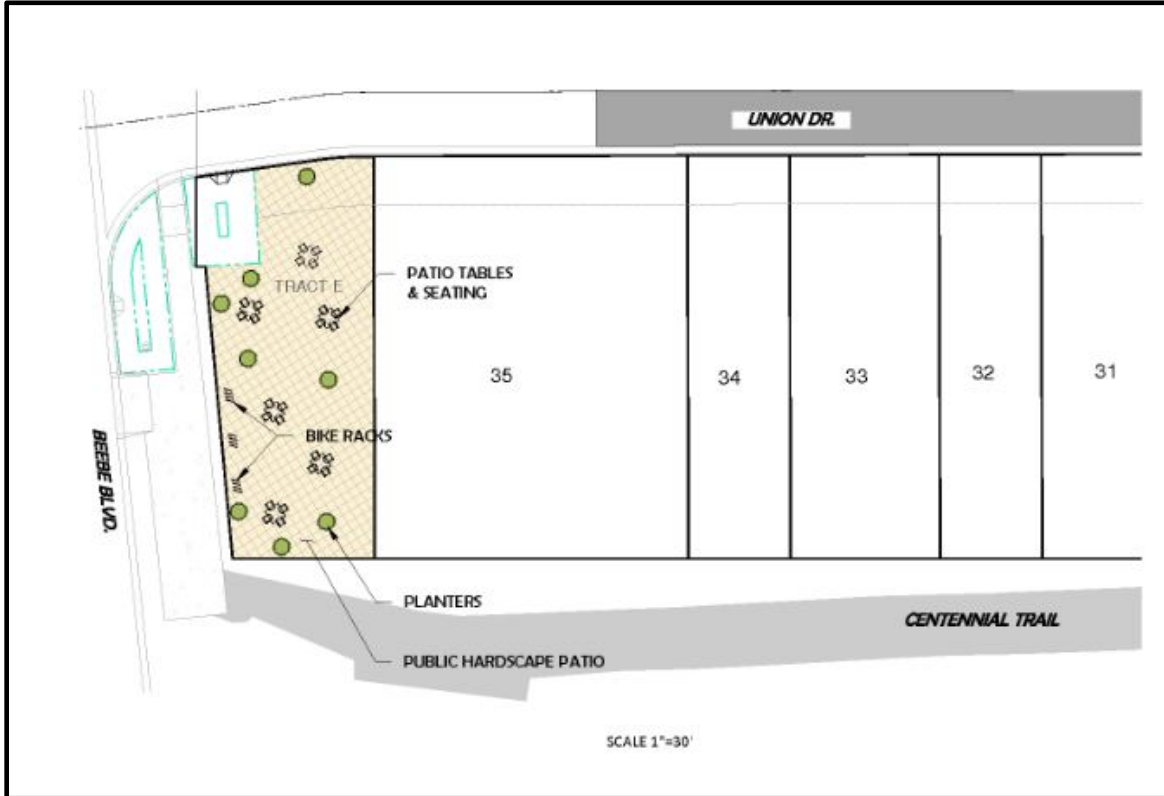 UNION DR.
PATIO TABLES
& SEATING
TRACT E
35
34
33
32
31
BIKE RACKS
BEEBE BLVD.
PLANTERS
CENTENNIAL TRAIL
PUBLIC HARDSCAPE PATIO
SCALE 1"=30'